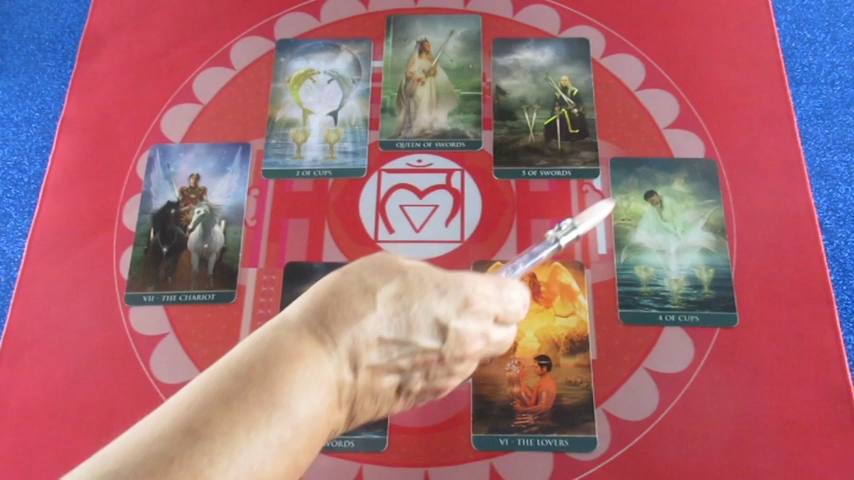 QUEEN OF SWORDS
2 OF CUPS
5 OF SWORDS
VII · THE CHARIOT
4 OF CUPS
WORDS
VI · THE LOVERS